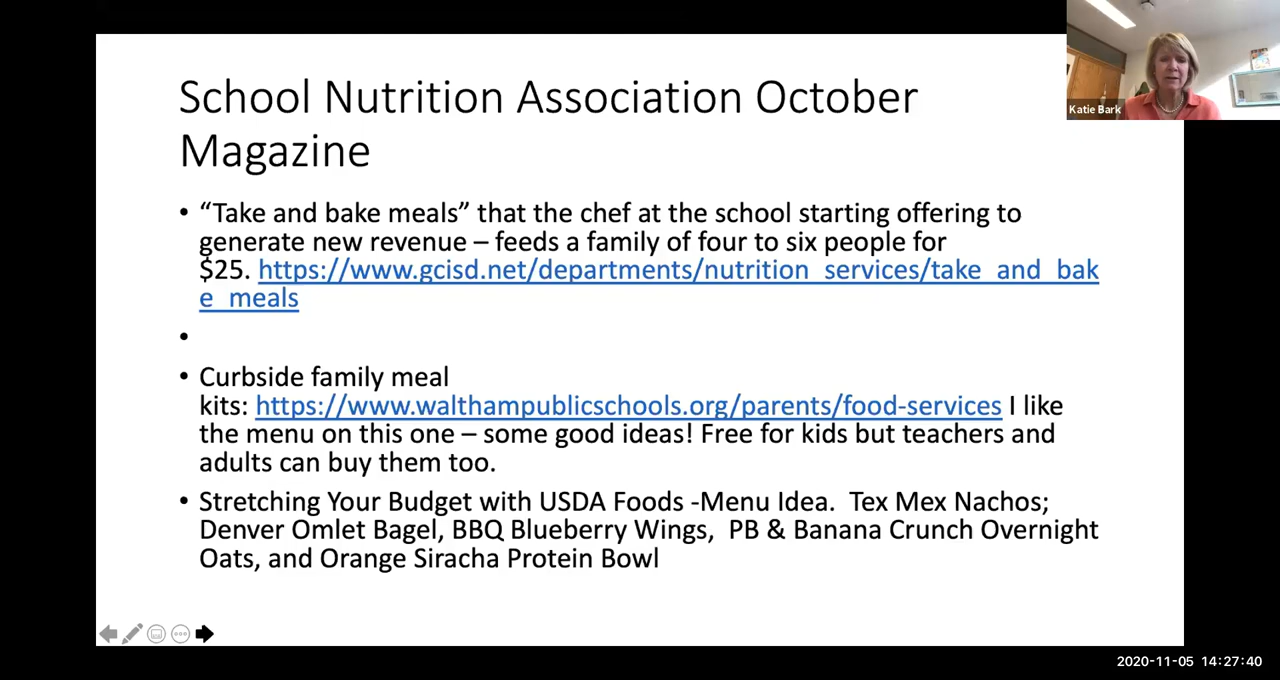 School Nutrition Association October
Magazine
Katie Bark
• “Take and bake meals” that the chef at the school starting offering to
generate new revenue – feeds a family of four to six people for
$25. https://www.gcisd.net/departments/nutrition_services/take_and_bak
e_meals
•
• Curbside family meal
kits: https://www.walthampublicschools.org/parents/food-services I like
the menu on this one – some good ideas! Free for kids but teachers and
adults can buy them too.
• Stretching Your Budget with USDA Foods -Menu Idea.  Tex Mex Nachos;
Denver Omlet Bagel, BBQ Blueberry Wings,  PB & Banana Crunch Overnight
Oats, and Orange Siracha Protein Bowl
2020-11-05 14:27:40